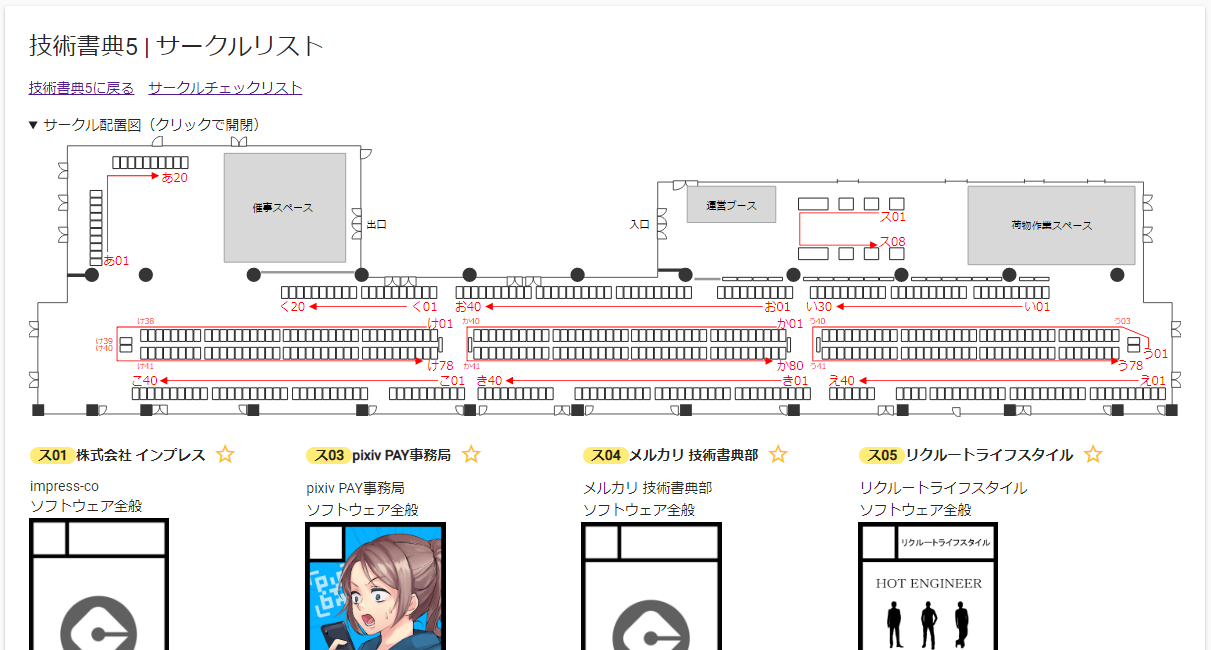 技術書典5 | サークルリスト
技術書典5に戻る サークルチェックリスト
▼ サークル配置図（クリックで開閉）
あ20
催事スペース
出口
入口
運営ブース
ス01
ス08
荷物作業スペース
あ01
く20 く01 お40 お01 い30 い01
け38 け01 か40 か01 う40 う03
け39
け40
う01
け41 け78 か41 か80 う41 う78
こ40 こ01 き40 き01 え40 え01
ス01 株式会社 インプレス ☆
impress-co
ソフトウェア全般
ス03 pixiv PAY事務局 ☆
pixiv PAY事務局
ソフトウェア全般
ス04 メルカリ 技術書典部 ☆
メルカリ 技術書典部
ソフトウェア全般
ス05 リクルートライフスタイル ☆
リクルートライフスタイル
ソフトウェア全般
リクルートライフスタイル
HOT ENGINEER